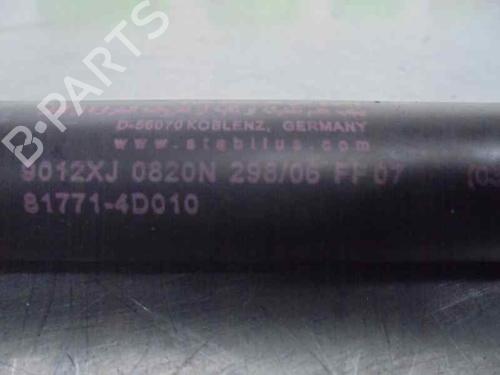 D-56070 KOBLENZ, GERMANY
www.stabilus.com
9012XJ 0820N 298/06 FF 07
81771-4D010
B-PARTS